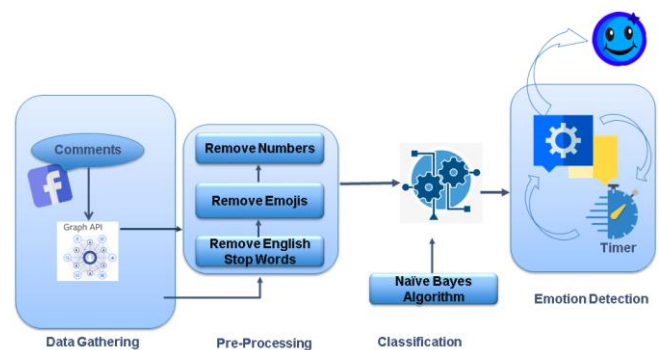 Comments
Graph API
Data Gathering
Remove Numbers
Remove Emojis
Remove English
Stop Words
Pre-Processing
Naïve Bayes
Algorithm
Classification
Timer
Emotion Detection